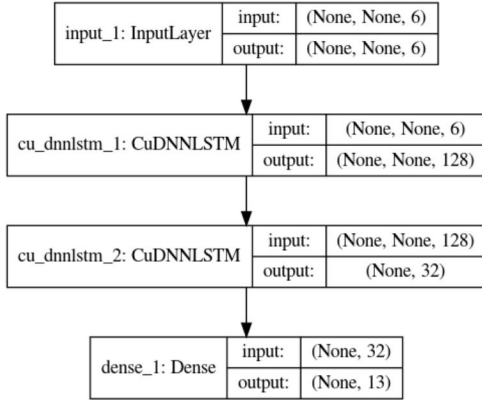 input_1: InputLayer
input: (None, None, 6)
output: (None, None, 6)
cu_dnnlstm_1: CuDNNLSTM
input: (None, None, 6)
output: (None, None, 128)
cu_dnnlstm_2: CuDNNLSTM
input: (None, None, 128)
output: (None, 32)
dense_1: Dense
input: (None, 32)
output: (None, 13)